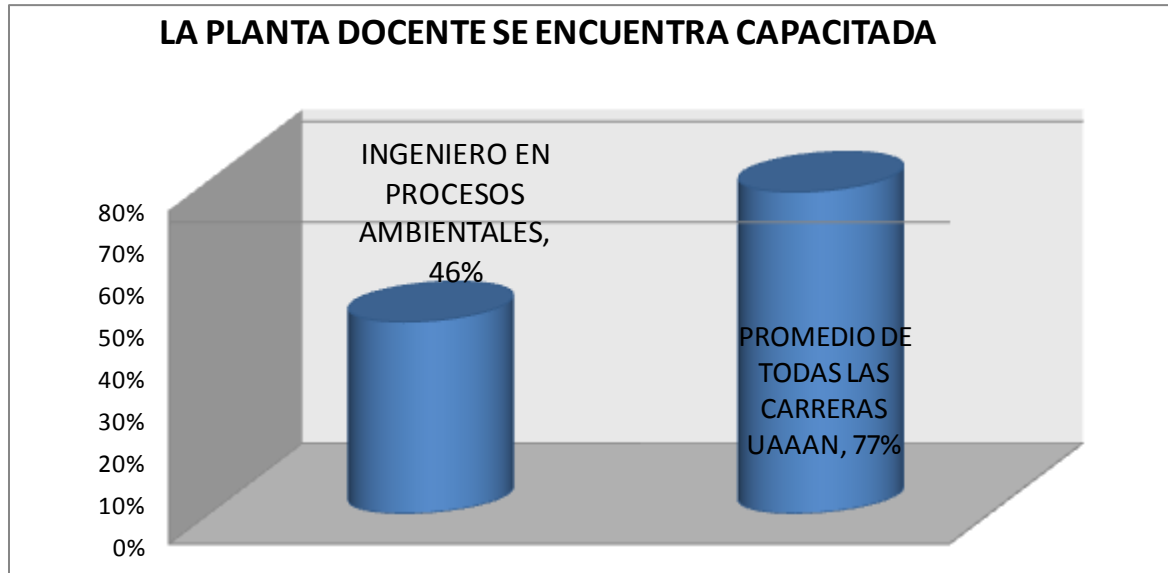 LA PLANTA DOCENTE SE ENCUENTRA CAPACITADA
INGENIERO EN
PROCESOS
AMBIENTALES,
46%
PROMEDIO DE
TODAS LAS
CARRERAS
UAAAN, 77%
80%
70%
60%
50%
40%
30%
20%
10%
0%